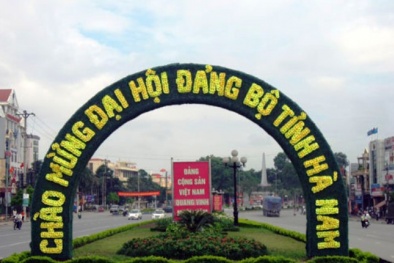 CHÀO MỪNG ĐẠI HỘI ĐẢNG BỘ TỈNH HÀ NAM
ĐẢNG
CỘNG SẢN
VIỆT NAM
QUANG VINH